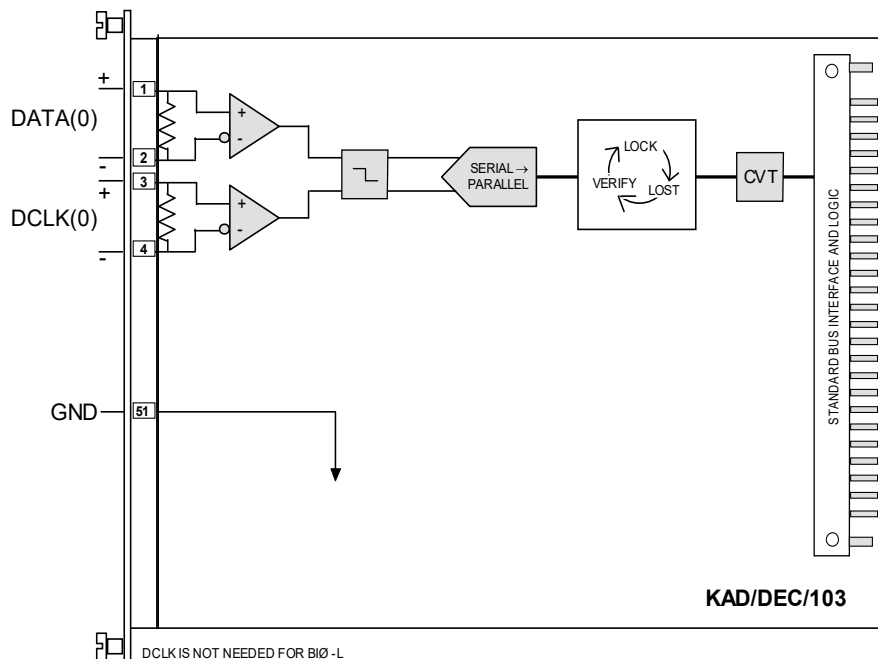 +
1
DATA(0)
+
-
2
-
3
+
+
DCLK(0)
-
4
-
GND
51
SERIAL →
PARALLEL
LOCK
VERIFY
LOST
CVT
STANDARD BUS INTERFACE AND LOGIC
KAD/DEC/103
DCLK IS NOT NEEDED FOR BIØ-L